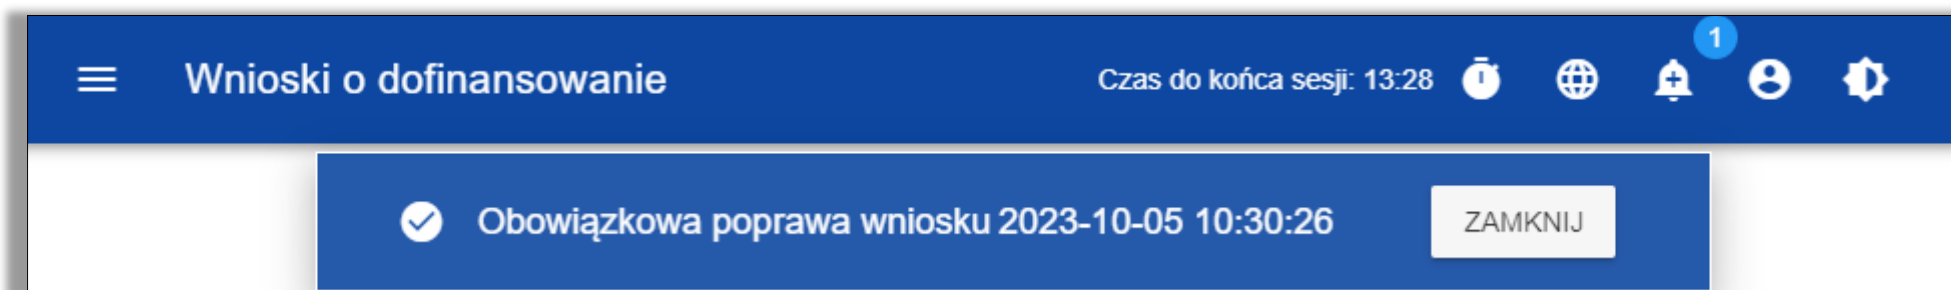 Wnioski o dofinansowanie
Czas do końca sesji: 13:28
1
Obowiązkowa poprawa wniosku 2023-10-05 10:30:26
ZAMKNIJ